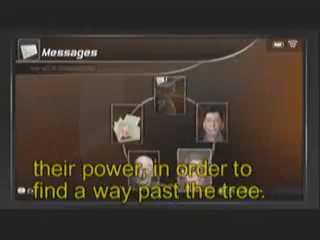 Messages
their power, in order to
find a way past the tree.